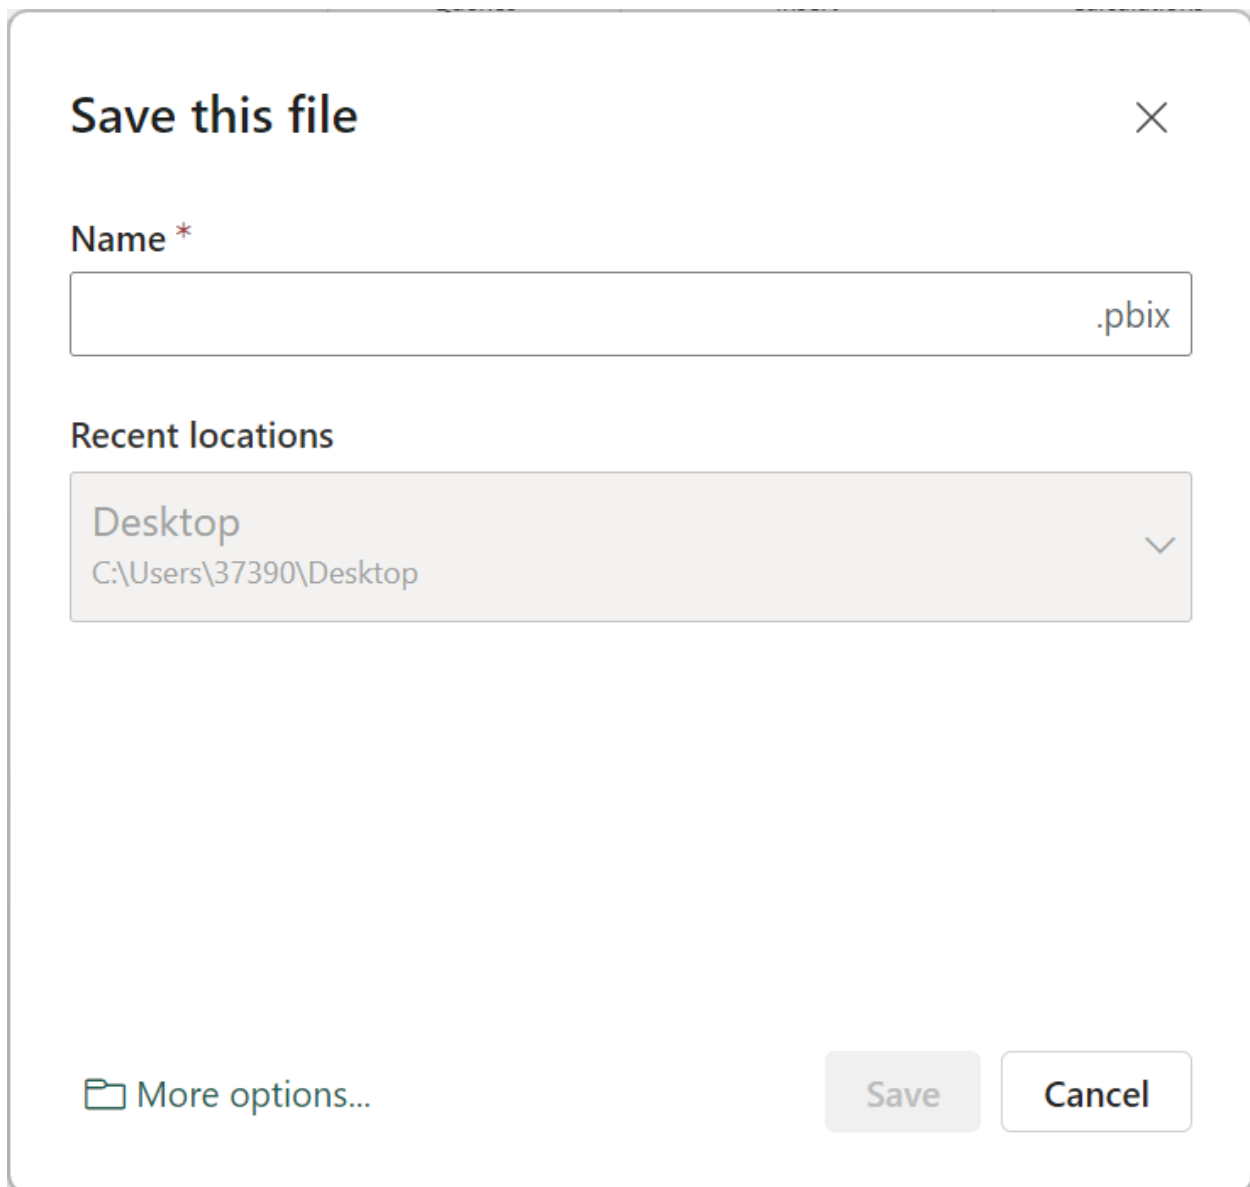 Save this file
Name *
.pbix
Recent locations
Desktop
C:\Users\37390\Desktop
More options...
Save
Cancel